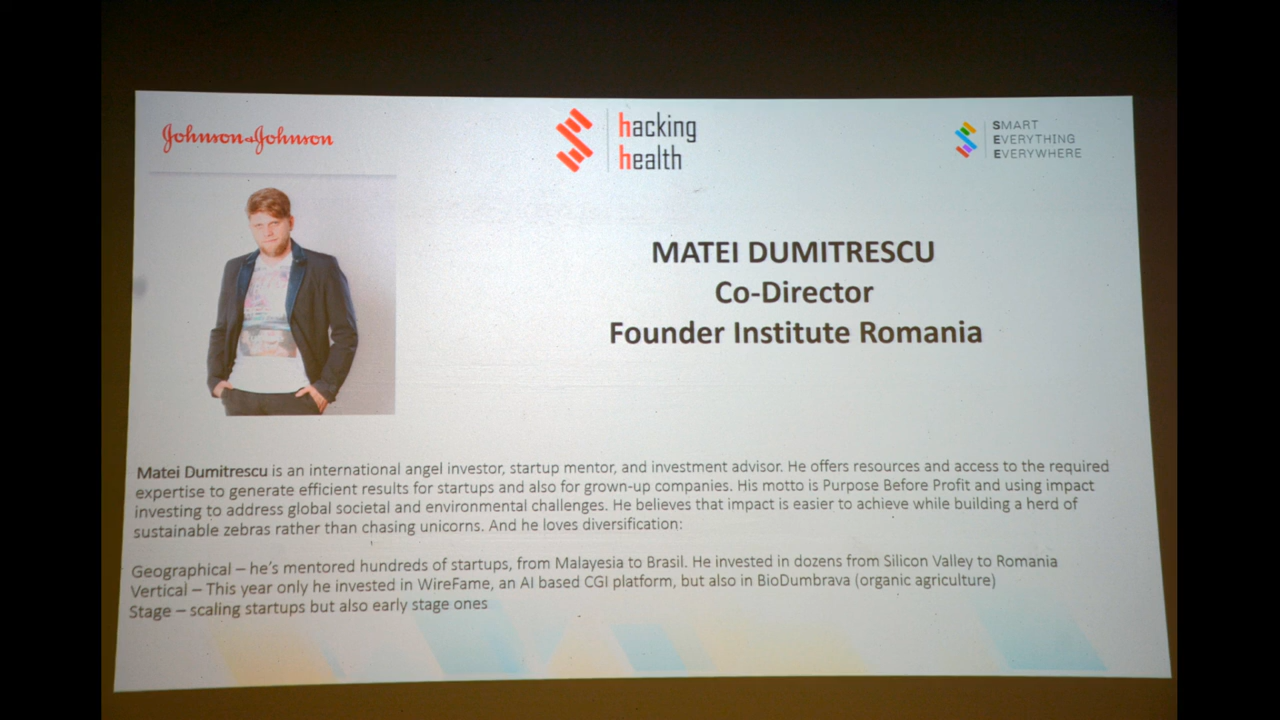 Johnson&Johnson
hacking
health
SMART
EVERYTHING
EVERYWHERE
MATEI DUMITRESCU
Co-Director
Founder Institute Romania
Matei Dumitrescu is an international angel investor, startup mentor, and investment advisor. He offers resources and access to the required
expertise to generate efficient results for startups and also for grown-up companies. His motto is Purpose Before Profit and using impact
investing to address global societal and environmental challenges. He believes that impact is easier to achieve while building a herd of
sustainable zebras rather than chasing unicorns. And he loves diversification:
Geographical – he's mentored hundreds of startups, from Malayesia to Brasil. He invested in dozens from Silicon Valley to Romania
Vertical – This year only he invested in WireFame, an AI based CGI platform, but also in BioDumbrava (organic agriculture)
Stage – scaling startups but also early stage ones